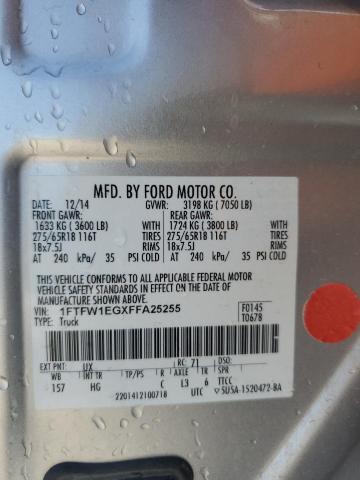 MFD. BY FORD MOTOR CO.
DATE: 12/14 GVWR: 3198 KG ( 7050 LB)
FRONT GAWR: REAR GAWR:
1633 KG ( 3600 LB) WITH 1724 KG ( 3800 LB) WITH
275/65R18 116T TIRES 275/65R18 116T TIRES
18x7.5J RIMS 18x7.5J RIMS
AT 240 kPa/ 35 PSI COLD AT 240 kPa/ 35 PSI COLD
THIS VEHICLE CONFORMS TO ALL APPLICABLE FEDERAL MOTOR
VEHICLE SAFETY STANDARDS IN EFFECT ON THE DATE OF
MANUFACTURE SHOWN ABOVE.
VIN: 1FTFW1EGXFFA25255 F0145
TYPE: Truck T0678
EXT PNT: UX RC: 71 DSO:
WB INT TR TP/PS R AXLE TR SPR
157 HG C L3 6 TTCC
2201412100718 UTC ▽5U5A-1520472-BA